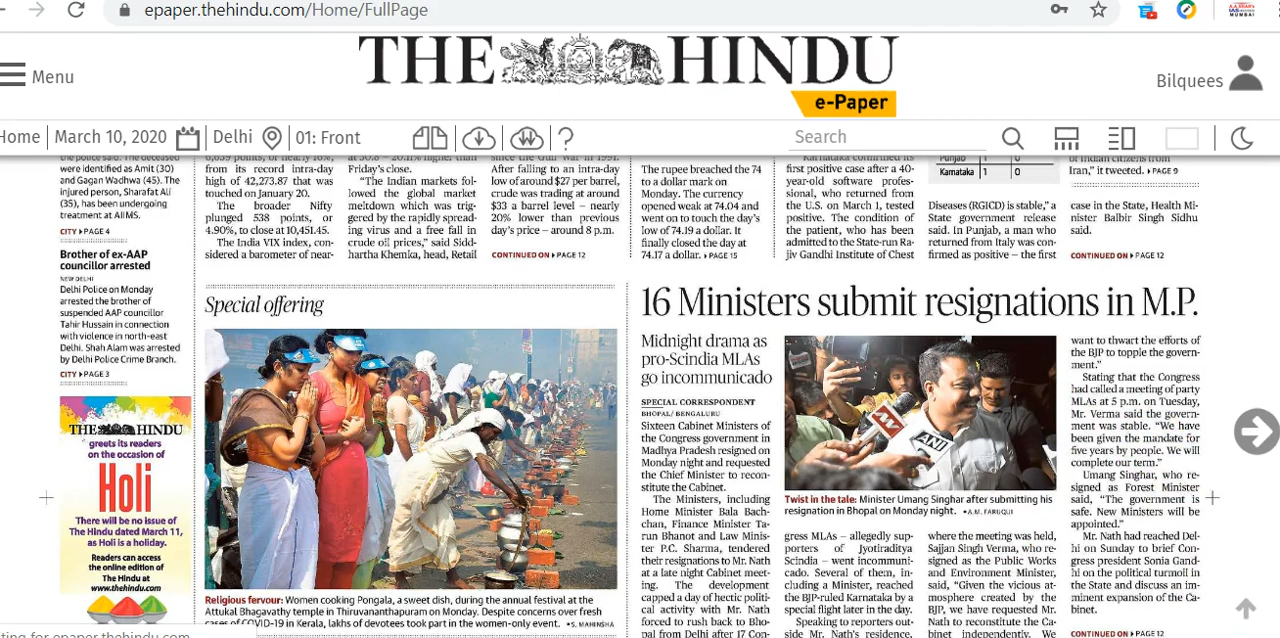 epaper.thehindu.com/Home/FullPage
Menu
THE HINDU
e-Paper
Bilquees
Home
March 10, 2020
Delhi
01: Front
Search
the police said. The deceased
were identified as Amit (30)
and Gagan Wadhwa (45). The
injured person, Sharafat Ali
(35), has been undergoing
treatment at AIIMS.
CITY PAGE 4
Brother of ex-AAP
councillor arrested
NEW DELHI
Delhi Police on Monday
arrested the brother of
suspended AAP councillor
Tahir Hussain in connection
with violence in north-east
Delhi. Shah Alam was arrested
by Delhi Police Crime Branch.
CITY PAGE 3
THE HINDU
greets its readers
on the occasion of
Holi
There will be no issue of
The Hindu dated March 11,
as Holi is a holiday.
Readers can access
the online edition of
The Hindu at
www.thehindu.com
from its record intra-day
high of 42,273.87 that was
touched on January 20.
The broader Nifty
plunged 538 points, or
4.90%, to close at 10,451.45.
The India VIX index, con-
sidered a barometer of near-
Friday's close.
"The Indian markets fol-
lowed the global market
meltdown which was trig-
gered by the rapidly spread-
ing virus and a free fall in
crude oil prices," said Sidd-
hartha Khemka, head, Retail
since the Gulf War in 1991.
After falling to an intra-day
low of around $27 per barrel,
crude was trading at around
$33 a barrel level – nearly
20% lower than previous
day's price – around 8 p.m.
CONTINUED ON PAGE 12
The rupee breached the 74
to a dollar mark on
Monday. The currency
opened weak at 74.04 and
went on to touch the day's
low of 74.19 a dollar. It
finally closed the day at
74.17 a dollar. PAGE 15
Karnataka confirmed its
first positive case after a 40-
year-old software profes-
sional, who returned from
the U.S. on March 1, tested
positive. The condition of
the patient, who has been
admitted to the State-run Ra-
jiv Gandhi Institute of Chest
Punjab 1 0
Karnataka 1 0
Diseases (RGICD) is stable," a
State government release
said. In Punjab, a man who
returned from Italy was con-
firmed as positive – the first
of Indian citizens from
Iran," it tweeted. PAGE 9
case in the State, Health Mi-
nister Balbir Singh Sidhu
said.
CONTINUED ON PAGE 12
Special offering
Religious fervour: Women cooking Pongala, a sweet dish, during the annual festival at the
Attukal Bhagavathy temple in Thiruvananthapuram on Monday. Despite concerns over fresh
cases of COVID-19 in Kerala, lakhs of devotees took part in the women-only event. S. MAHINSHA
16 Ministers submit resignations in M.P.
Midnight drama as
pro-Scindia MLAs
go incommunicado
SPECIAL CORRESPONDENT
BHOPAL/ BENGALURU
Sixteen Cabinet Ministers of
the Congress government in
Madhya Pradesh resigned on
Monday night and requested
the Chief Minister to recon-
stitute the Cabinet.
The Ministers, including
Home Minister Bala Bach-
chan, Finance Minister Ta-
run Bhanot and Law Minis-
ter P.C. Sharma, tendered
their resignations to Mr. Nath
at a late night Cabinet meet-
ing. The development
capped a day of hectic politi-
cal activity with Mr. Nath
forced to rush back to Bho-
pal from Delhi after 17 Con-
ANI
Twist in the tale: Minister Umang Singhar after submitting his
resignation in Bhopal on Monday night. A.M. FARUQUI
gress MLAs – allegedly sup-
porters of Jyotiraditya
Scindia – went incommuni-
cado. Several of them, in-
cluding a Minister, reached
the BJP-ruled Karnataka by a
special flight later in the day.
Speaking to reporters out-
side Mr. Nath's residence,
where the meeting was held,
Sajjan Singh Verma, who re-
signed as the Public Works
and Environment Minister,
said, "Given the vicious at-
mosphere created by the
BJP, we have requested Mr.
Nath to reconstitute the Ca-
binet independently. We
want to thwart the efforts of
the BJP to topple the govern-
ment."
Stating that the Congress
had called a meeting of party
MLAs at 5 p.m. on Tuesday,
Mr. Verma said the govern-
ment was stable. "We have
been given the mandate for
five years by people. We will
complete our term."
Umang Singhar, who re-
signed as Forest Minister
said, "The government is
safe. New Ministers will be
appointed."
Mr. Nath had reached Del-
hi on Sunday to brief Con-
gress president Sonia Gand-
hi on the political turmoil in
the State and discuss an im-
minent expansion of the Ca-
binet.
CONTINUED ON PAGE 12